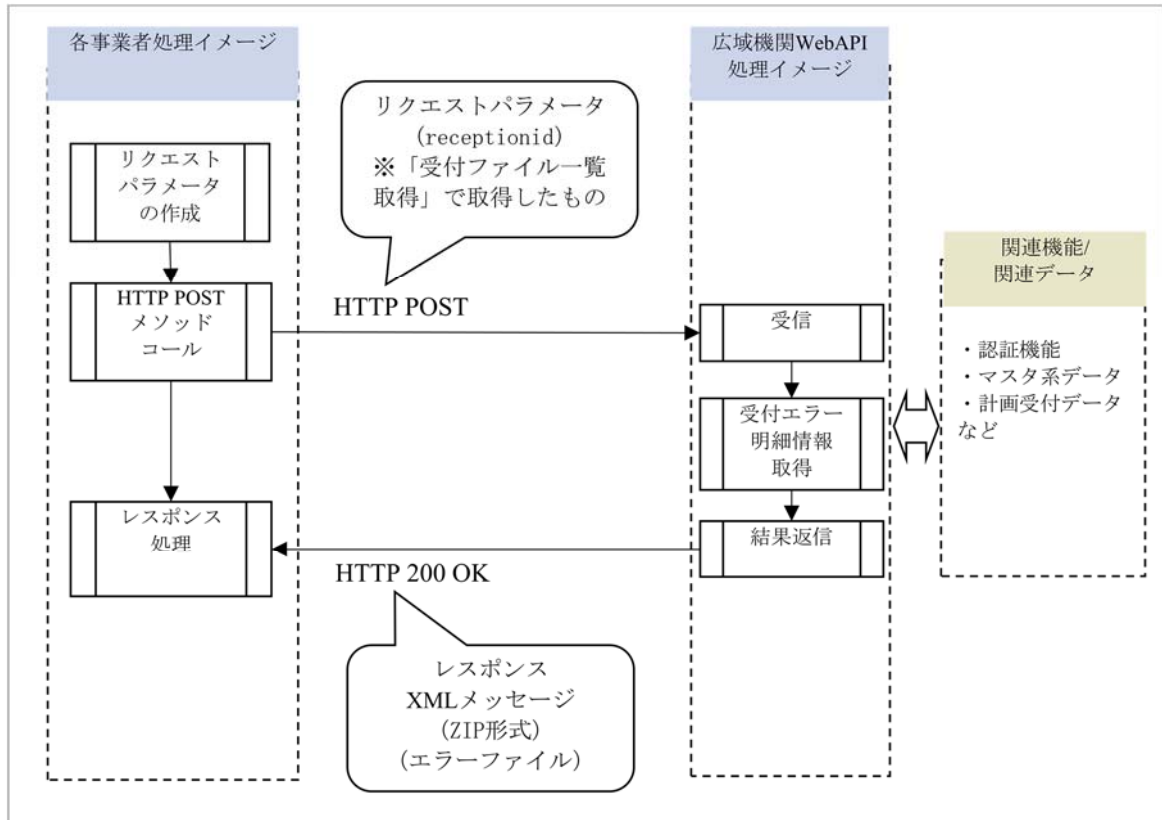 各事業者処理イメージ
広域機関WebAPI
処理イメージ
リクエストパラメータ
(receptionid)
※「受付ファイル一覧
取得」で取得したもの
リクエスト
パラメータ
の作成
関連機能/
関連データ
HTTP POST
メソッド
コール
HTTP POST
受信
・認証機能
・マスタ系データ
・計画受付データ
など
受付エラー
明細情報
取得
レスポンス
処理
結果返信
HTTP 200 OK
レスポンス
XMLメッセージ
(ZIP形式)
(エラーファイル)